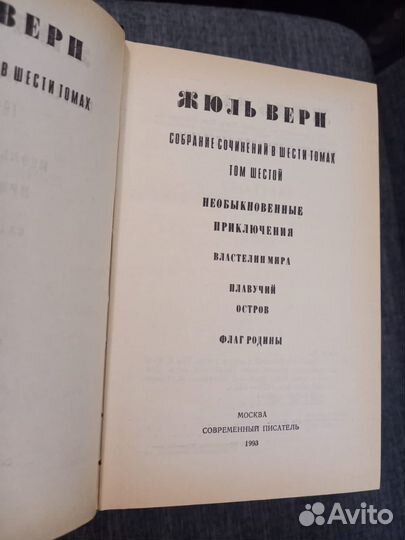 ВЕРН
В ШЕСТИ ТОМАХ
ЖЮЛЬ ВЕРН
СОБРАНИЕ СОЧИНЕНИЙ В ШЕСТИ ТОМАХ
ТОМ ШЕСТОЙ
НЕОБЫКНОВЕННЫЕ
ПРИКЛЮЧЕНИЯ
ВЛАСТЕЛИН МИРА
ПЛАВУЧИЙ
ОСТРОВ
ФЛАГ РОДИНЫ
МОСКВА
СОВРЕМЕННЫЙ ПИСАТЕЛЬ
1993
Avito